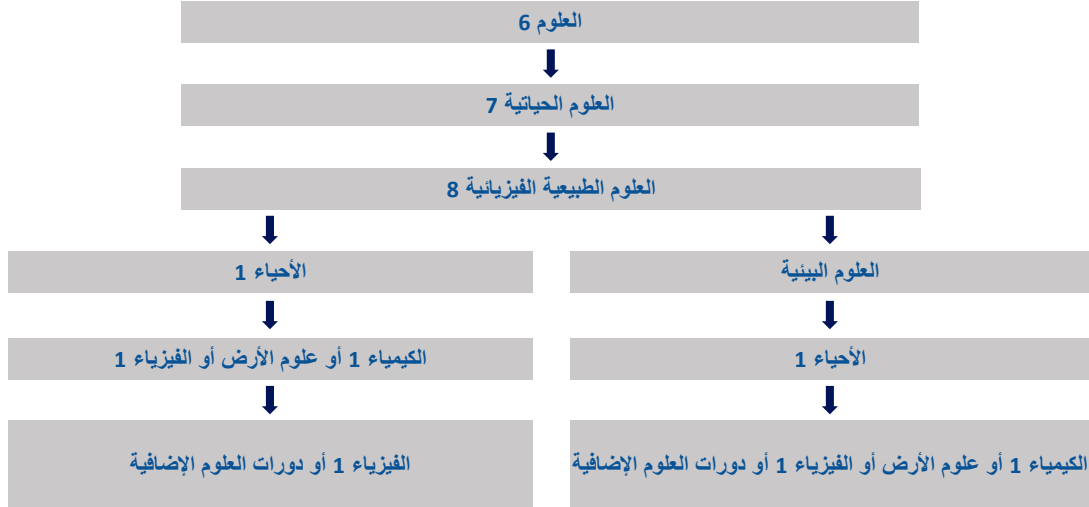 العلوم 6
العلوم الحياتية 7
العلوم الطبيعية الفيزيائية 8
العلوم البيئية
الأحياء 1
الأحياء 1
الكيمياء 1 أو علوم الأرض أو الفيزياء 1
الكيمياء 1 أو علوم الأرض أو الفيزياء 1 أو دورات العلوم الإضافية
الفيزياء 1 أو دورات العلوم الإضافية